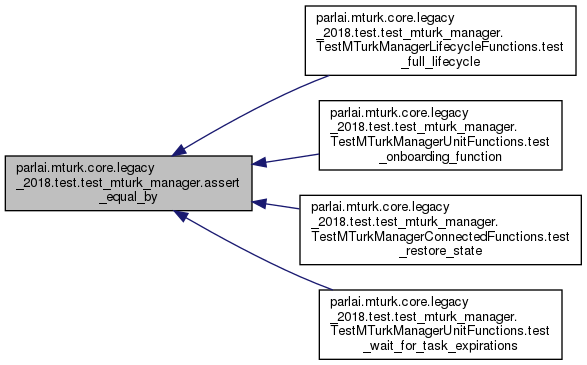 parlai.mturk.core.legacy
_2018.test.test_mturk_manager.
TestMTurkManagerLifecycleFunctions.test
_full_lifecycle
parlai.mturk.core.legacy
_2018.test.test_mturk_manager.
TestMTurkManagerUnitFunctions.test
_onboarding_function
parlai.mturk.core.legacy
_2018.test.test_mturk_manager.assert
_equal_by
parlai.mturk.core.legacy
_2018.test.test_mturk_manager.
TestMTurkManagerConnectedFunctions.test
_restore_state
parlai.mturk.core.legacy
_2018.test.test_mturk_manager.
TestMTurkManagerUnitFunctions.test
_wait_for_task_expirations